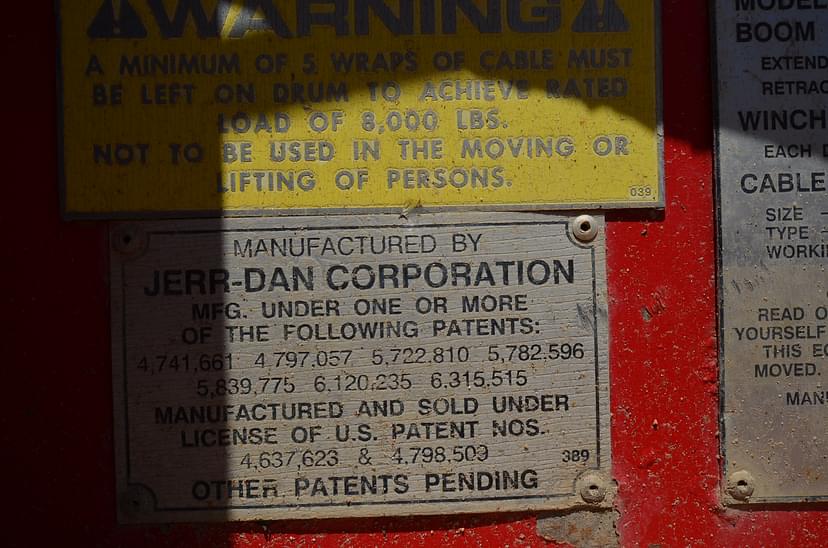 WARNING
A MINIMUM OF 5 WRAPS OF CABLE MUST
BE LEFT ON DRUM TO ACHIEVE RATED
LOAD OF 8,000 LBS.
NOT TO BE USED IN THE MOVING OR
LIFTING OF PERSONS.
039
MANUFACTURED BY
JERR-DAN CORPORATION
MFG. UNDER ONE OR MORE
OF THE FOLLOWING PATENTS:
4,741,661 4,797,057 5,722,810 5,782,596
5,839,775 6,120,235 6,315,515
MANUFACTURED AND SOLD UNDER
LICENSE OF U.S. PATENT NOS.
4,637,623 & 4,798,509
389
OTHER PATENTS PENDING
MODEL
BOOM
EXTEND
RETRAC
WINCH
EACH
CABLE
SIZE -
TYPE -
WORKI
READ O
YOURSELF
THIS EQ
MOVED.
MAN